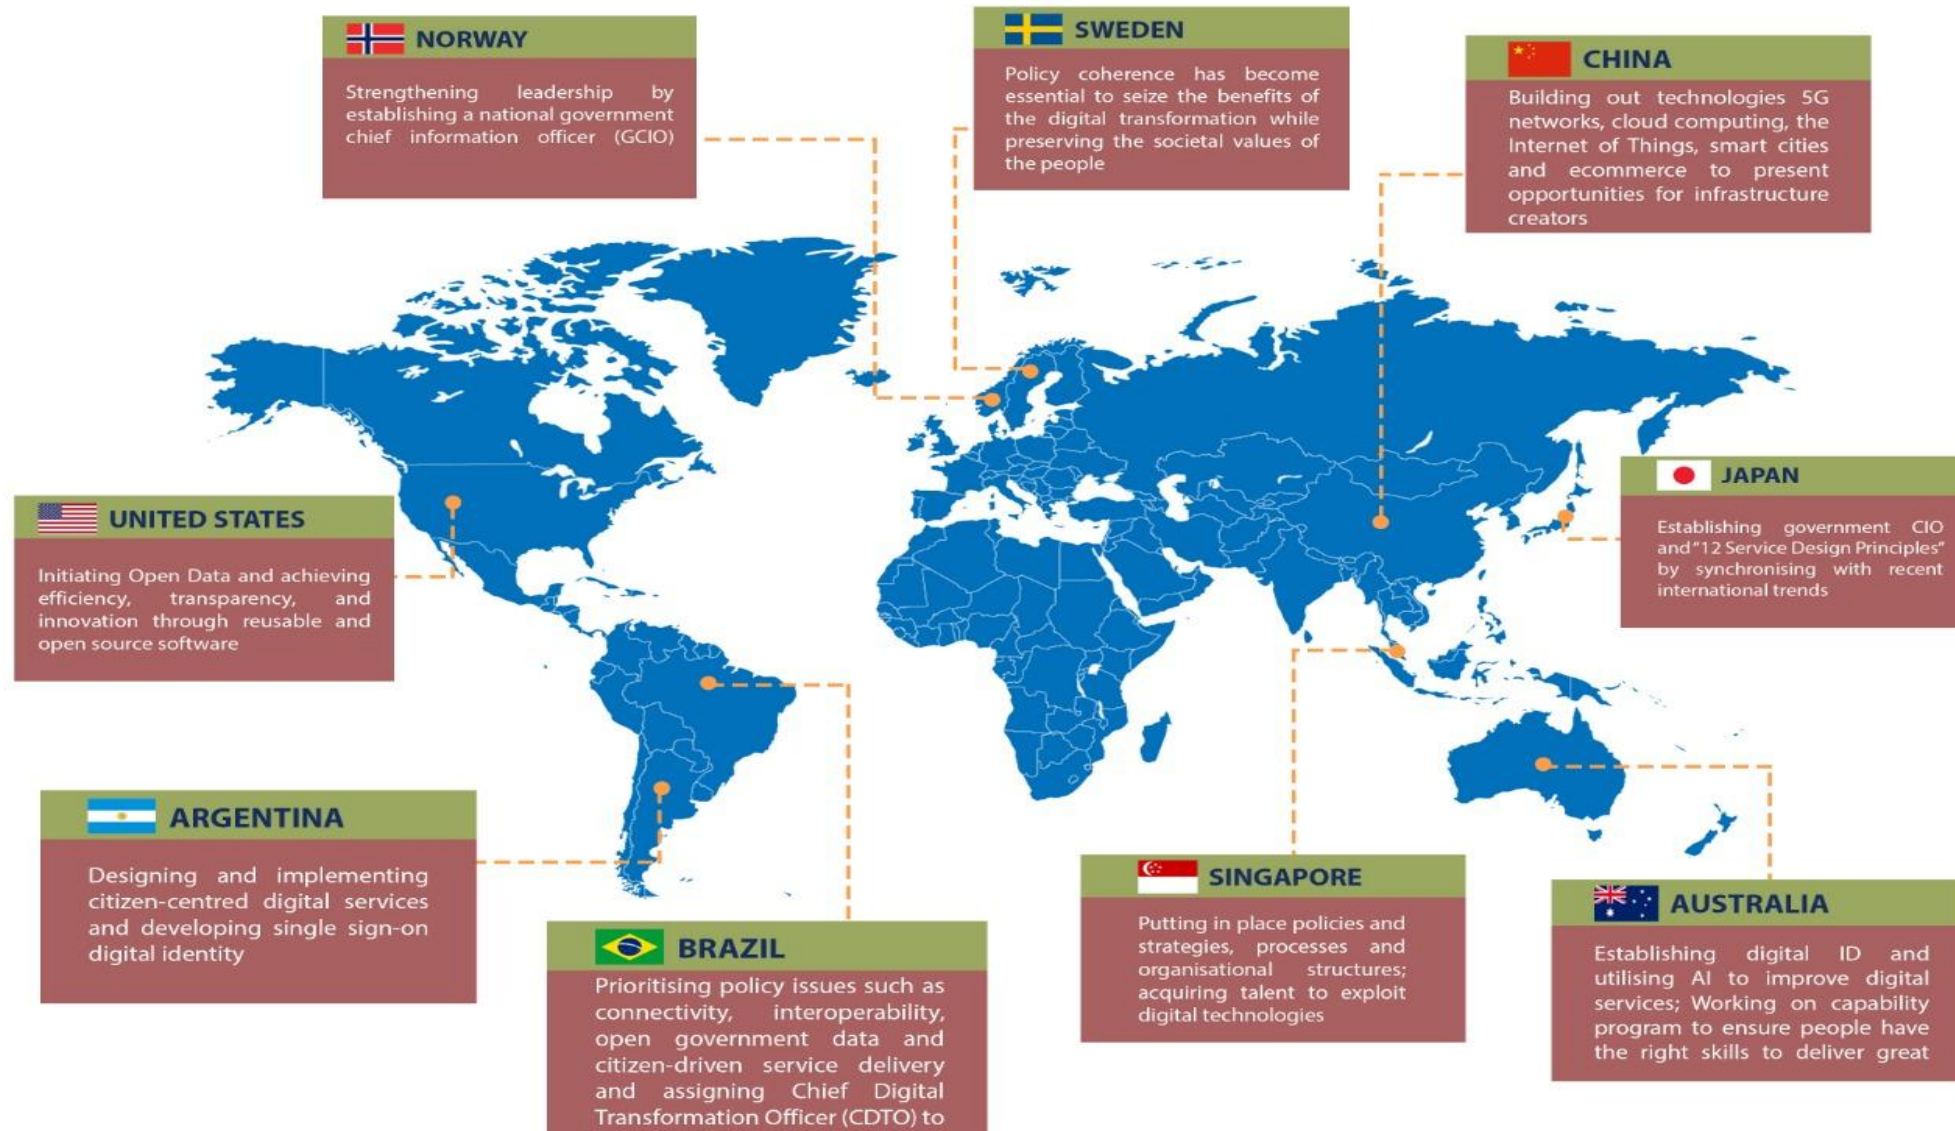 NORWAY
Strengthening leadership by
establishing a national government
chief information officer (GCIO)
SWEDEN
Policy coherence has become
essential to seize the benefits of
the digital transformation while
preserving the societal values of
the people
CHINA
Building out technologies 5G
networks, cloud computing, the
Internet of Things, smart cities
and ecommerce to present
opportunities for infrastructure
creators
UNITED STATES
Initiating Open Data and achieving
efficiency, transparency, and
innovation through reusable and
open source software
JAPAN
Establishing government CIO
and “12 Service Design Principles”
by synchronising with recent
international trends
ARGENTINA
Designing and implementing
citizen-centred digital services
and developing single sign-on
digital identity
BRAZIL
Prioritising policy issues such as
connectivity, interoperability,
open government data and
citizen-driven service delivery
and assigning Chief Digital
Transformation Officer (CDTO) to
SINGAPORE
Putting in place policies and
strategies, processes and
organisational structures;
acquiring talent to exploit
digital technologies
AUSTRALIA
Establishing digital ID and
utilising AI to improve digital
services; Working on capability
program to ensure people have
the right skills to deliver great